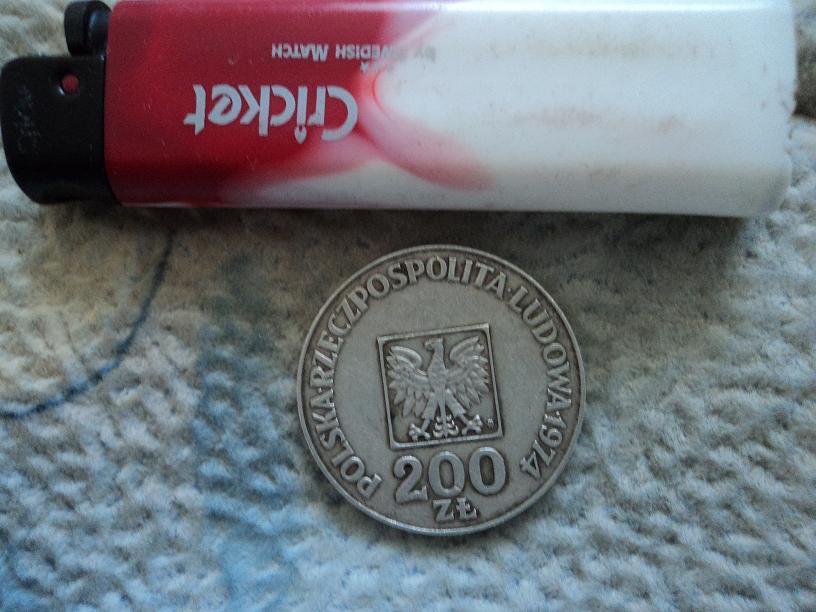 Cricket
BY SWEDISH MATCH
POLSKA·RZECZPOSPOLITA·LUDOWA·1974
200
ZŁ